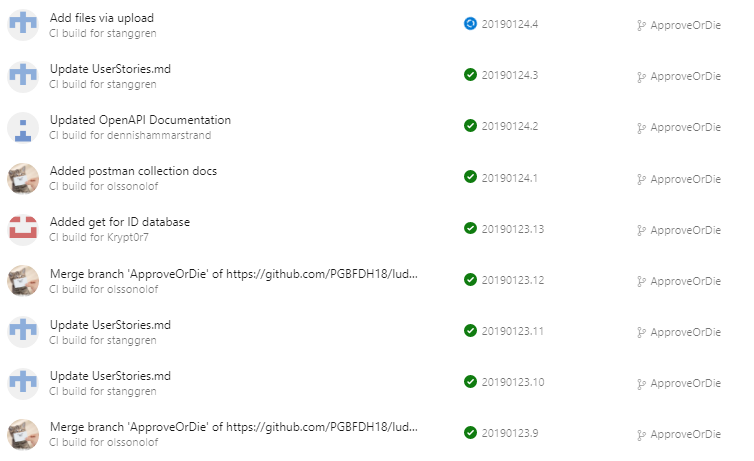 Add files via upload
CI build for stanggren
20190124.4
ApproveOrDie
Update UserStories.md
CI build for stanggren
20190124.3
ApproveOrDie
Updated OpenAPI Documentation
CI build for dennishammarstrand
20190124.2
ApproveOrDie
Added postman collection docs
CI build for olssonolof
20190124.1
ApproveOrDie
Added get for ID database
CI build for Krypt0r7
20190123.13
ApproveOrDie
Merge branch 'ApproveOrDie' of https://github.com/PGBFDH18/lud...
CI build for olssonolof
20190123.12
ApproveOrDie
Update UserStories.md
CI build for stanggren
20190123.11
ApproveOrDie
Update UserStories.md
CI build for stanggren
20190123.10
ApproveOrDie
Merge branch 'ApproveOrDie' of https://github.com/PGBFDH18/lud...
CI build for olssonolof
20190123.9
ApproveOrDie